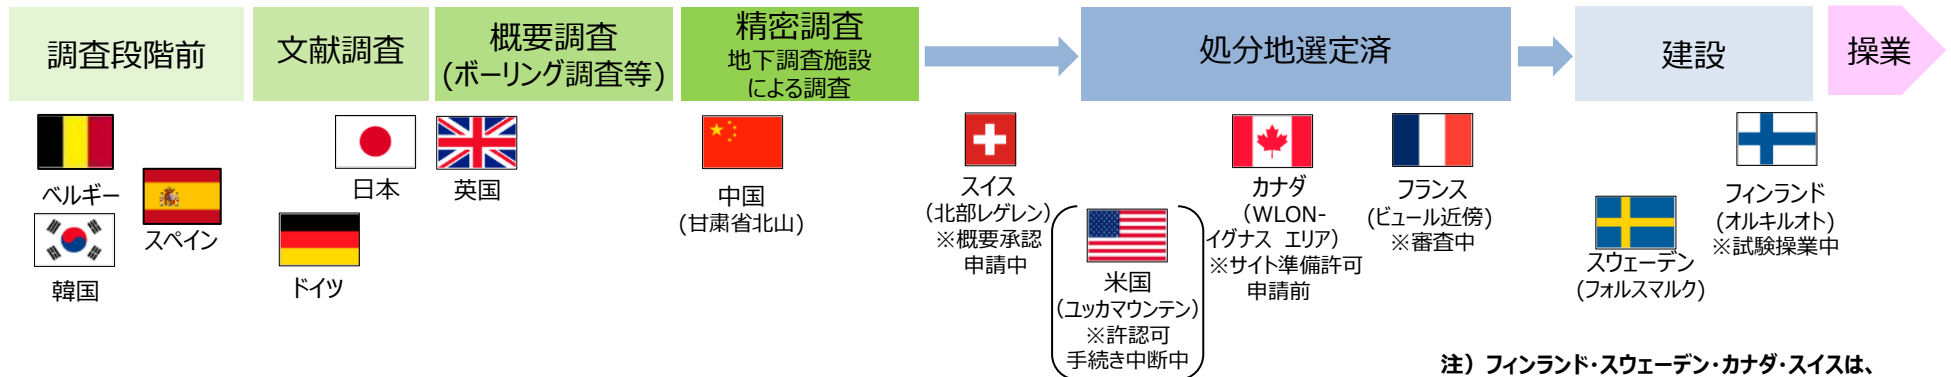 調査段階前
文献調査
概要調査
(ボーリング調査等)
精密調査
地下調査施設
による調査
処分地選定済
建設
操業
ベルギー
スペイン
韓国
日本
ドイツ
英国
中国
(甘粛省北山)
スイス
(北部レゲレン)
※概要承認
申請中
米国
(ユッカマウンテン)
※許認可
手続き中断中
カナダ
(WLON-
イグナス エリア)
※サイト準備許可
申請前
フランス
(ビュール近傍)
※審査中
スウェーデン
(フォルスマルク)
フィンランド
(オルキルオト)
※試験操業中
注) フィンランド・スウェーデン・カナダ・スイスは、